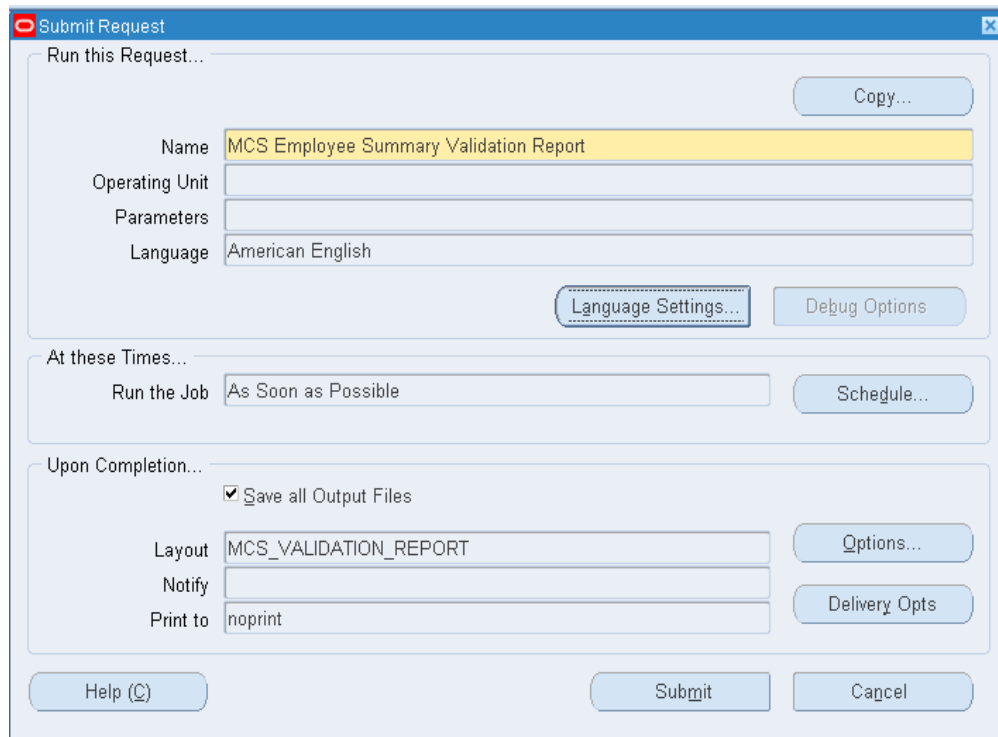 Submit Request
Run this Request...
Copy...
Name MCS Employee Summary Validation Report
Operating Unit
Parameters
Language American English
Language Settings... Debug Options
At these Times...
Run the Job As Soon as Possible Schedule...
Upon Completion...
Save all Output Files
Layout MCS_VALIDATION_REPORT Options...
Notify
Delivery Opts
Print to noprint
Help (C) Submit Cancel